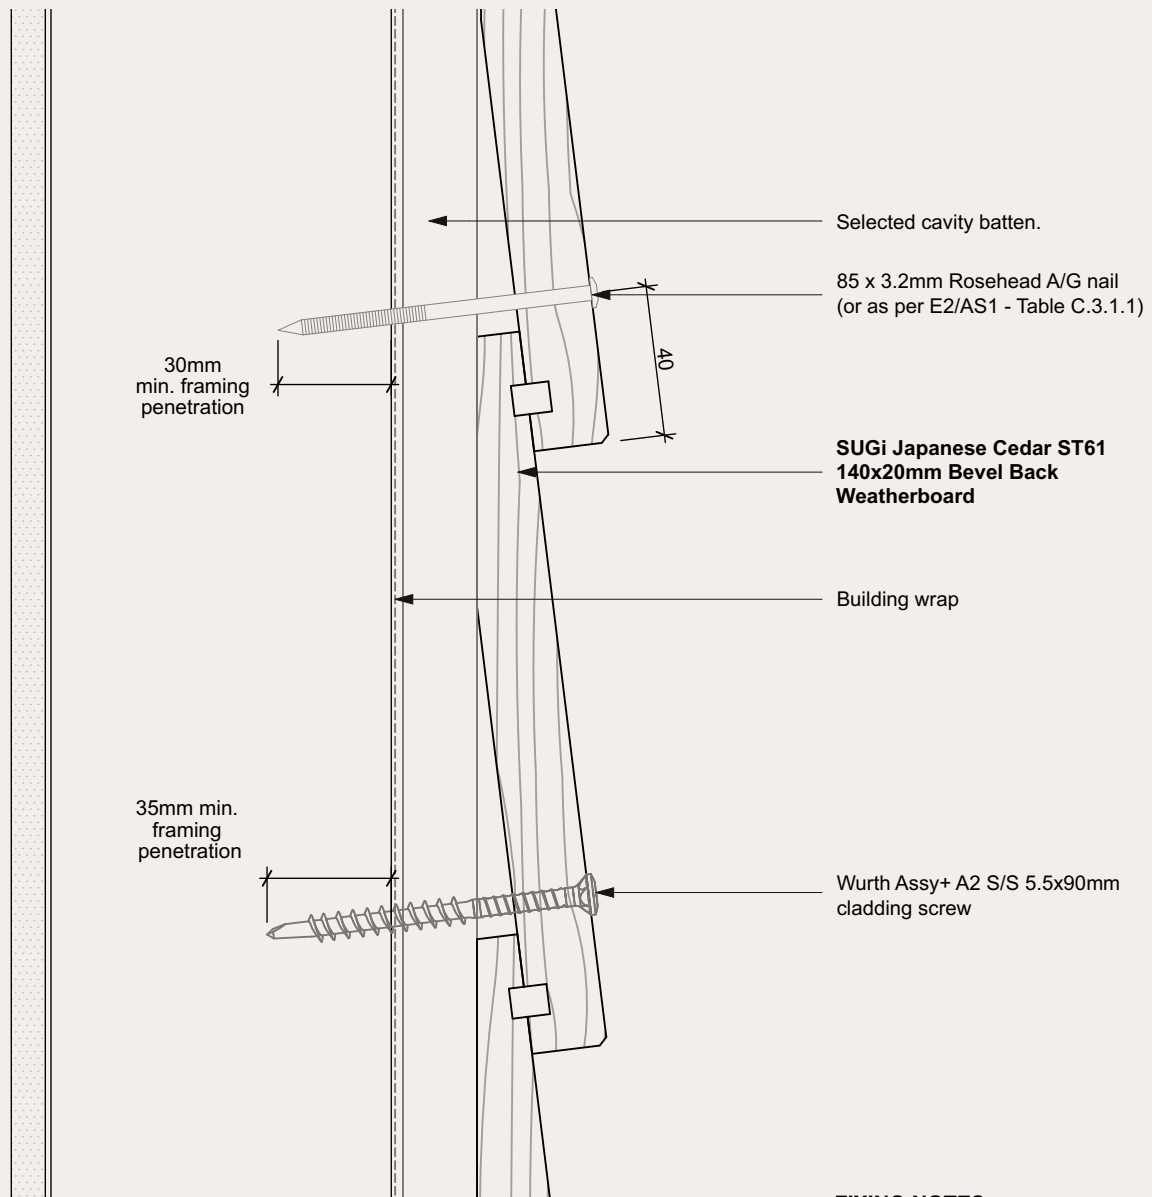 Selected cavity batten.
85 x 3.2mm Rosehead A/G nail
(or as per E2/AS1 - Table C.3.1.1)
30mm
min. framing
penetration
40
SUGi Japanese Cedar ST61
140x20mm Bevel Back
Weatherboard
Building wrap
35mm min.
framing
penetration
Wurth Assy+ A2 S/S 5.5x90mm
cladding screw
FIXING NOTES